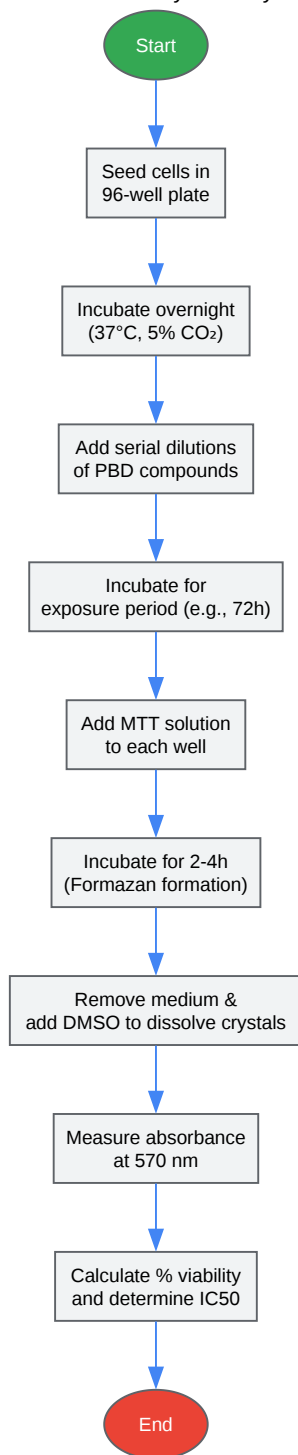 Start
Seed cells in
96-well plate
Incubate overnight
(37°C, 5% CO₂)
Add serial dilutions
of PBD compounds
Incubate for
exposure period (e.g., 72h)
Add MTT solution
to each well
Incubate for 2-4h
(Formazan formation)
Remove medium &
add DMSO to dissolve crystals
Measure absorbance
at 570 nm
Calculate % viability
and determine IC50
End